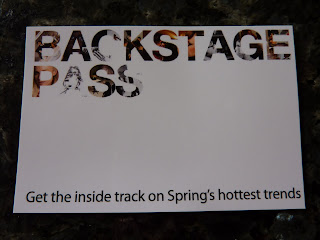 BACKSTAGE
PASS
Get the inside track on Spring's hottest trends